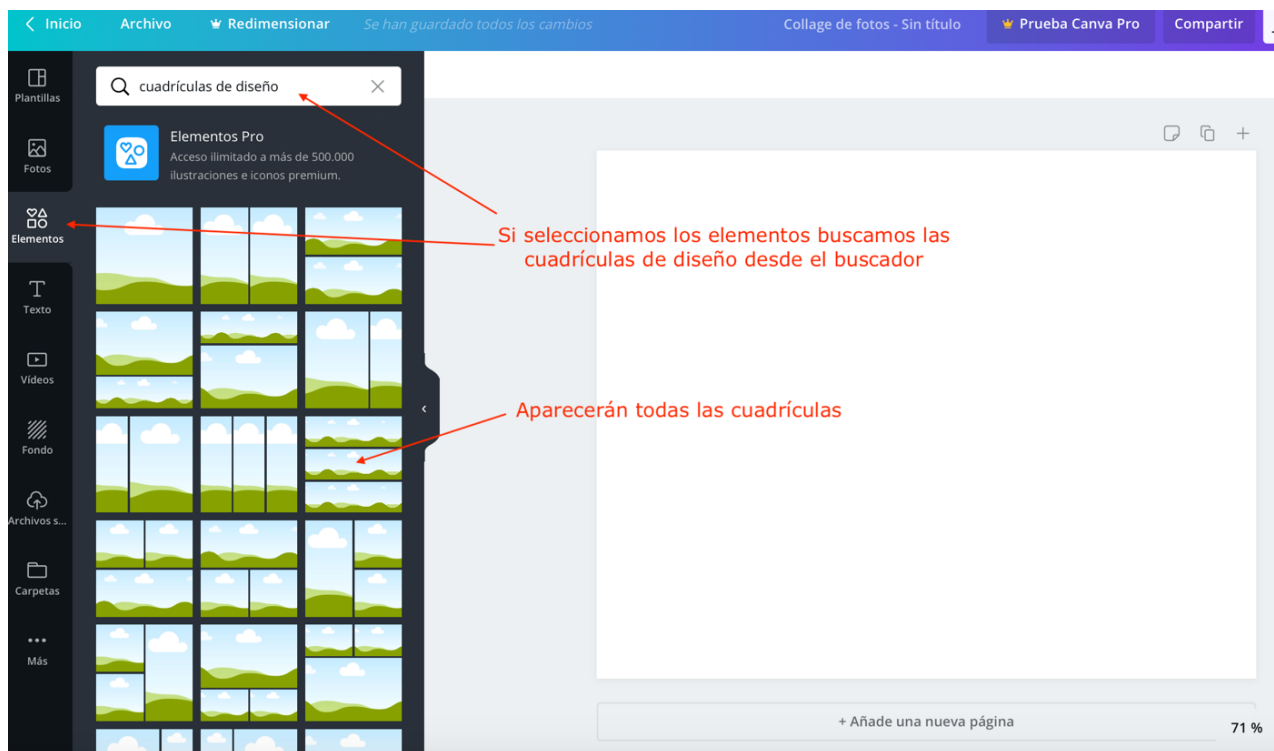 Inicio
Archivo
Redimensionar
Se han guardado todos los cambios
Collage de fotos - Sin título
Prueba Canva Pro
Compartir
Plantillas
Fotos
Elementos
Texto
Vídeos
Fondo
Archivos s...
Carpetas
Más
cuadrículas de diseño
Elementos Pro
Acceso ilimitado a más de 500.000
ilustraciones e iconos premium.
Si seleccionamos los elementos buscamos las
cuadrículas de diseño desde el buscador
Aparecerán todas las cuadrículas
+ Añade una nueva página
71 %